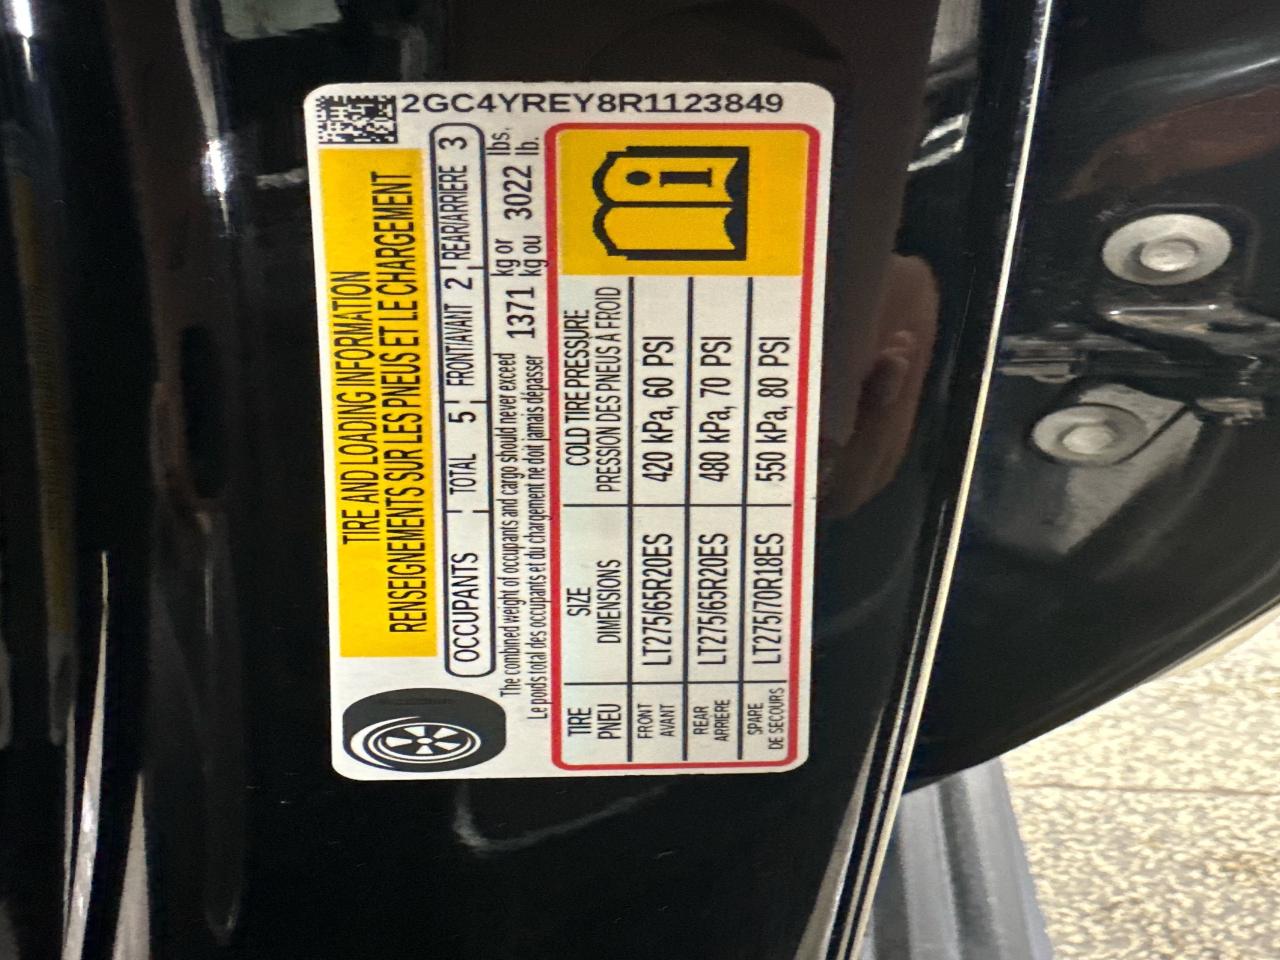 2GC4YREY8R1123849
TIRE AND LOADING INFORMATION
RENSEIGNEMENTS SUR LES PNEUS ET LE CHARGEMENT
OCCUPANTS TOTAL 5 FRONT/AVANT 2 REAR/ARRIERE 3
The combined weight of occupants and cargo should never exceed 1371 kg or 3022 lbs.
Le poids total des occupants et du chargement ne doit jamais dépasser kg ou lb.
TIRE SIZE COLD TIRE PRESSURE
PNEU DIMENSIONS PRESSION DES PNEUS A FROID
FRONT AVANT LT275/65R20ES 420 kPa, 60 PSI
REAR ARRIERE LT275/65R20ES 480 kPa, 70 PSI
SPARE DE SECOURS LT275/70R18ES 550 kPa, 80 PSI
i